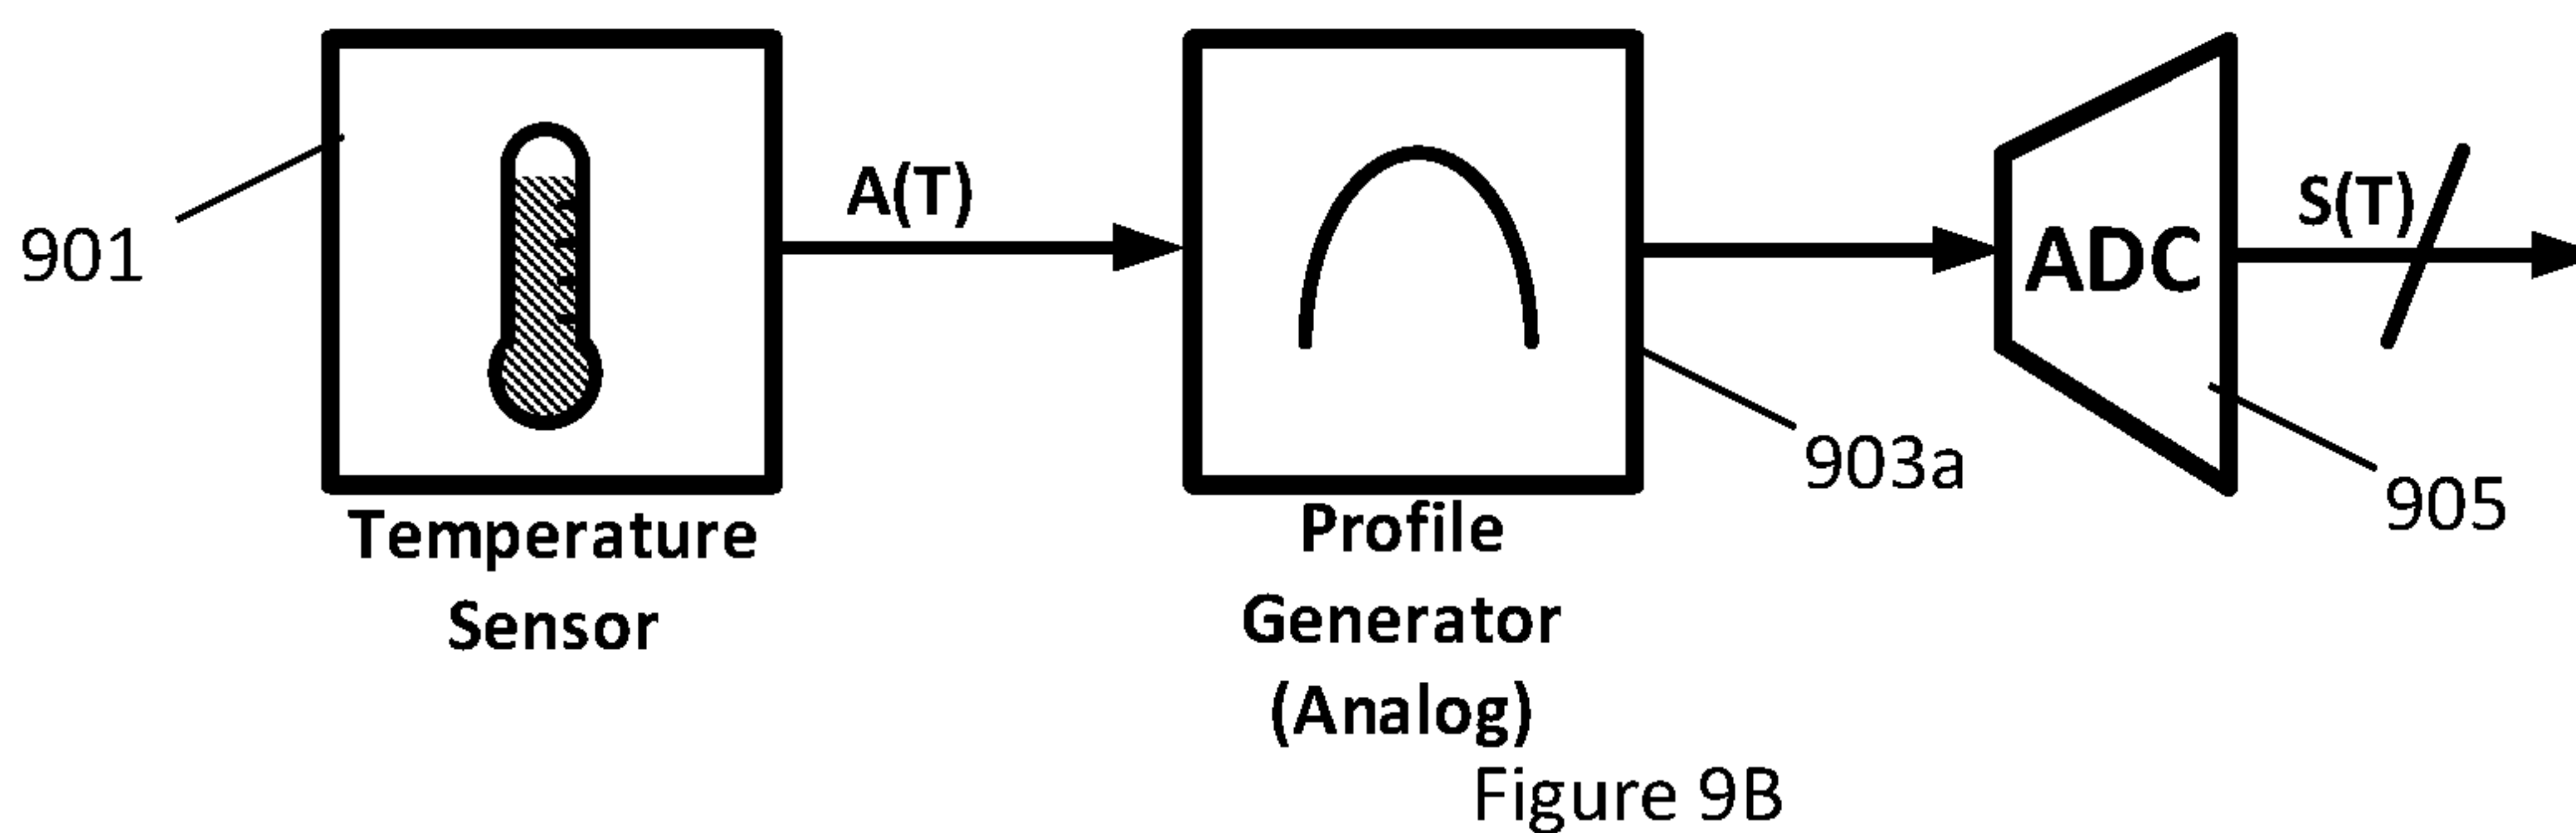 901
A(T)
ADC
S(T)
903a
905
Temperature
Sensor
Profile
Generator
(Analog)
Figure 9B